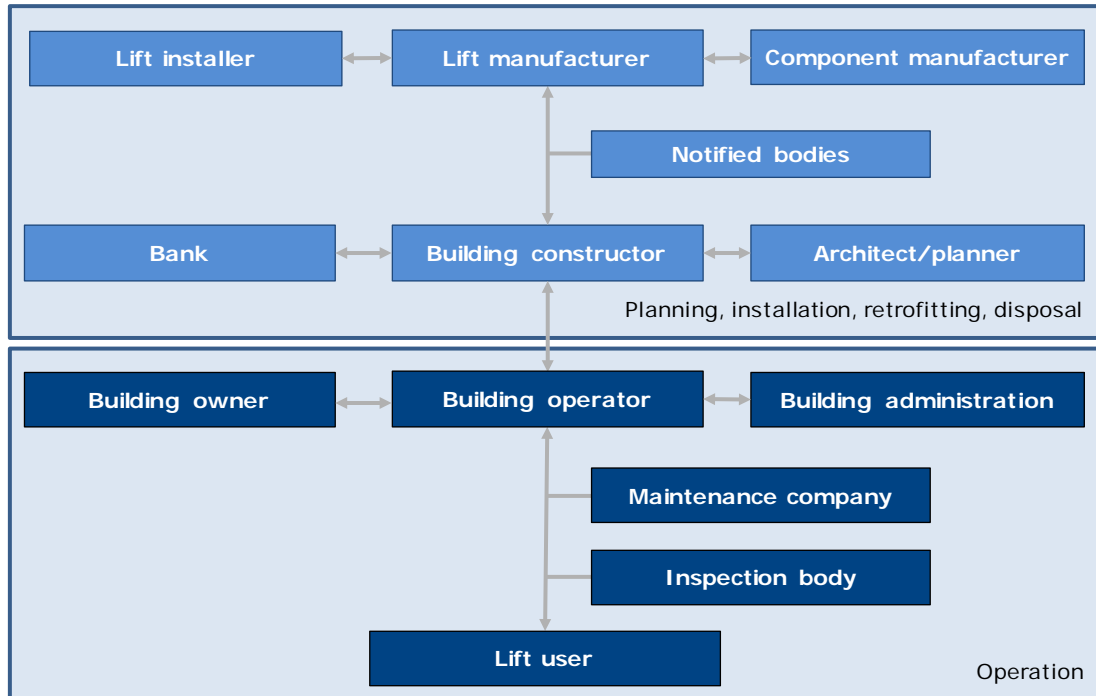 Lift installer
Lift manufacturer
Component manufacturer
Notified bodies
Bank
Building constructor
Architect/planner
Planning, installation, retrofitting, disposal
Building owner
Building operator
Building administration
Maintenance company
Inspection body
Lift user
Operation